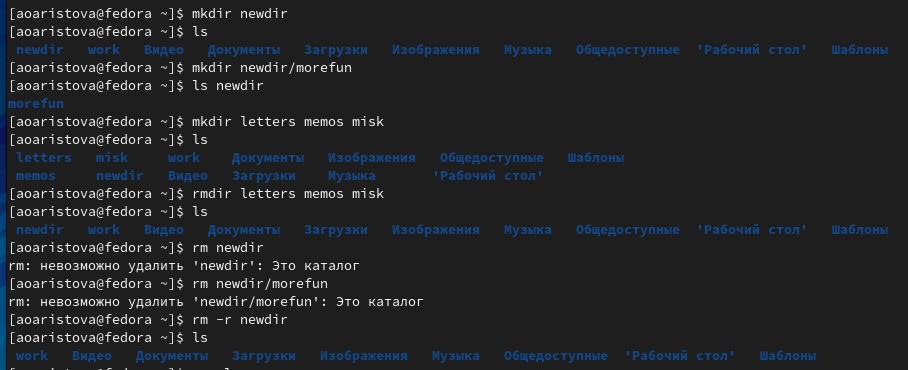 [aoaristova@fedora ~]$ mkdir newdir
[aoaristova@fedora ~]$ ls
newdir work Видео Документы Загрузки Изображения Музыка Общедоступные 'Рабочий стол' Шаблоны
[aoaristova@fedora ~]$ mkdir newdir/morefun
[aoaristova@fedora ~]$ ls newdir
morefun
[aoaristova@fedora ~]$ mkdir letters memos misk
[aoaristova@fedora ~]$ ls
letters misk work Документы Изображения Общедоступные Шаблоны
memos newdir Видео Загрузки Музыка 'Рабочий стол'
[aoaristova@fedora ~]$ rmdir letters memos misk
[aoaristova@fedora ~]$ ls
newdir work Видео Документы Загрузки Изображения Музыка Общедоступные 'Рабочий стол' Шаблоны
[aoaristova@fedora ~]$ rm newdir
rm: невозможно удалить 'newdir': Это каталог
[aoaristova@fedora ~]$ rm newdir/morefun
rm: невозможно удалить 'newdir/morefun': Это каталог
[aoaristova@fedora ~]$ rm -r newdir
[aoaristova@fedora ~]$ ls
work Видео Документы Загрузки Изображения Музыка Общедоступные 'Рабочий стол' Шаблоны